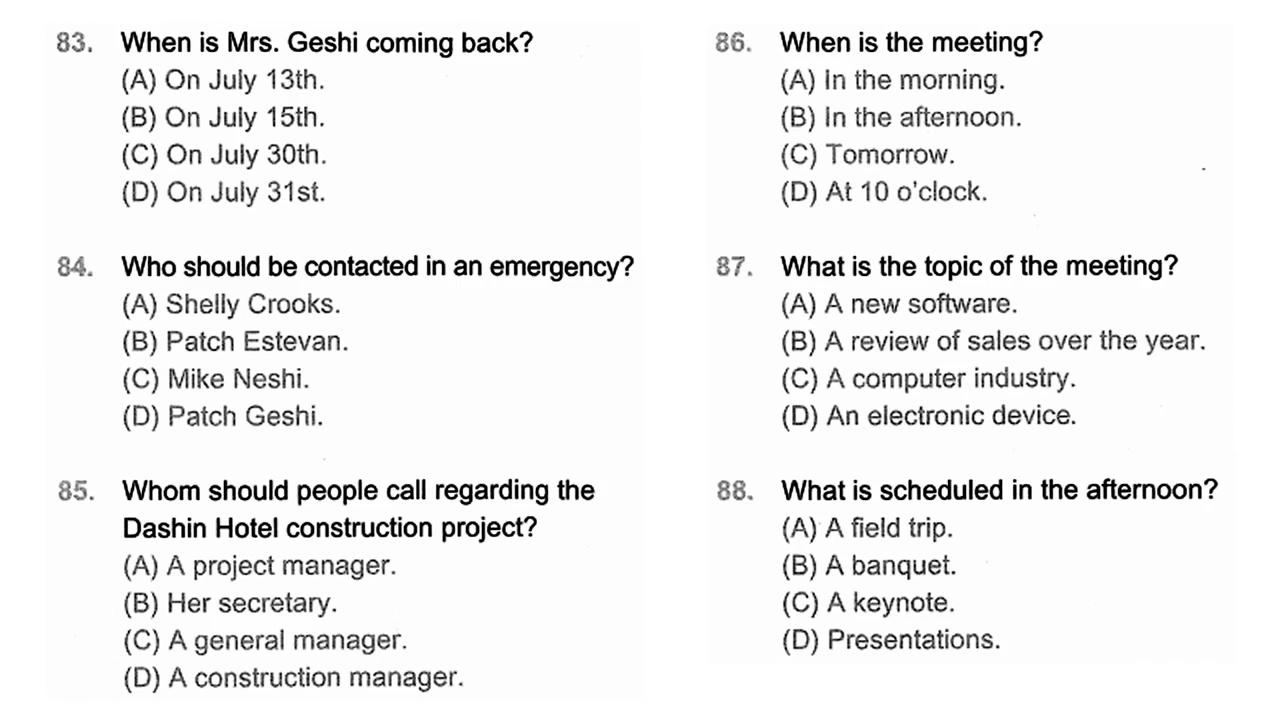 83. When is Mrs. Geshi coming back?
(A) On July 13th.
(B) On July 15th.
(C) On July 30th.
(D) On July 31st.
84. Who should be contacted in an emergency?
(A) Shelly Crooks.
(B) Patch Estevan.
(C) Mike Neshi.
(D) Patch Geshi.
85. Whom should people call regarding the
Dashin Hotel construction project?
(A) A project manager.
(B) Her secretary.
(C) A general manager.
(D) A construction manager.
86. When is the meeting?
(A) In the morning.
(B) In the afternoon.
(C) Tomorrow.
(D) At 10 o'clock.
87. What is the topic of the meeting?
(A) A new software.
(B) A review of sales over the year.
(C) A computer industry.
(D) An electronic device.
88. What is scheduled in the afternoon?
(A) A field trip.
(B) A banquet.
(C) A keynote.
(D) Presentations.